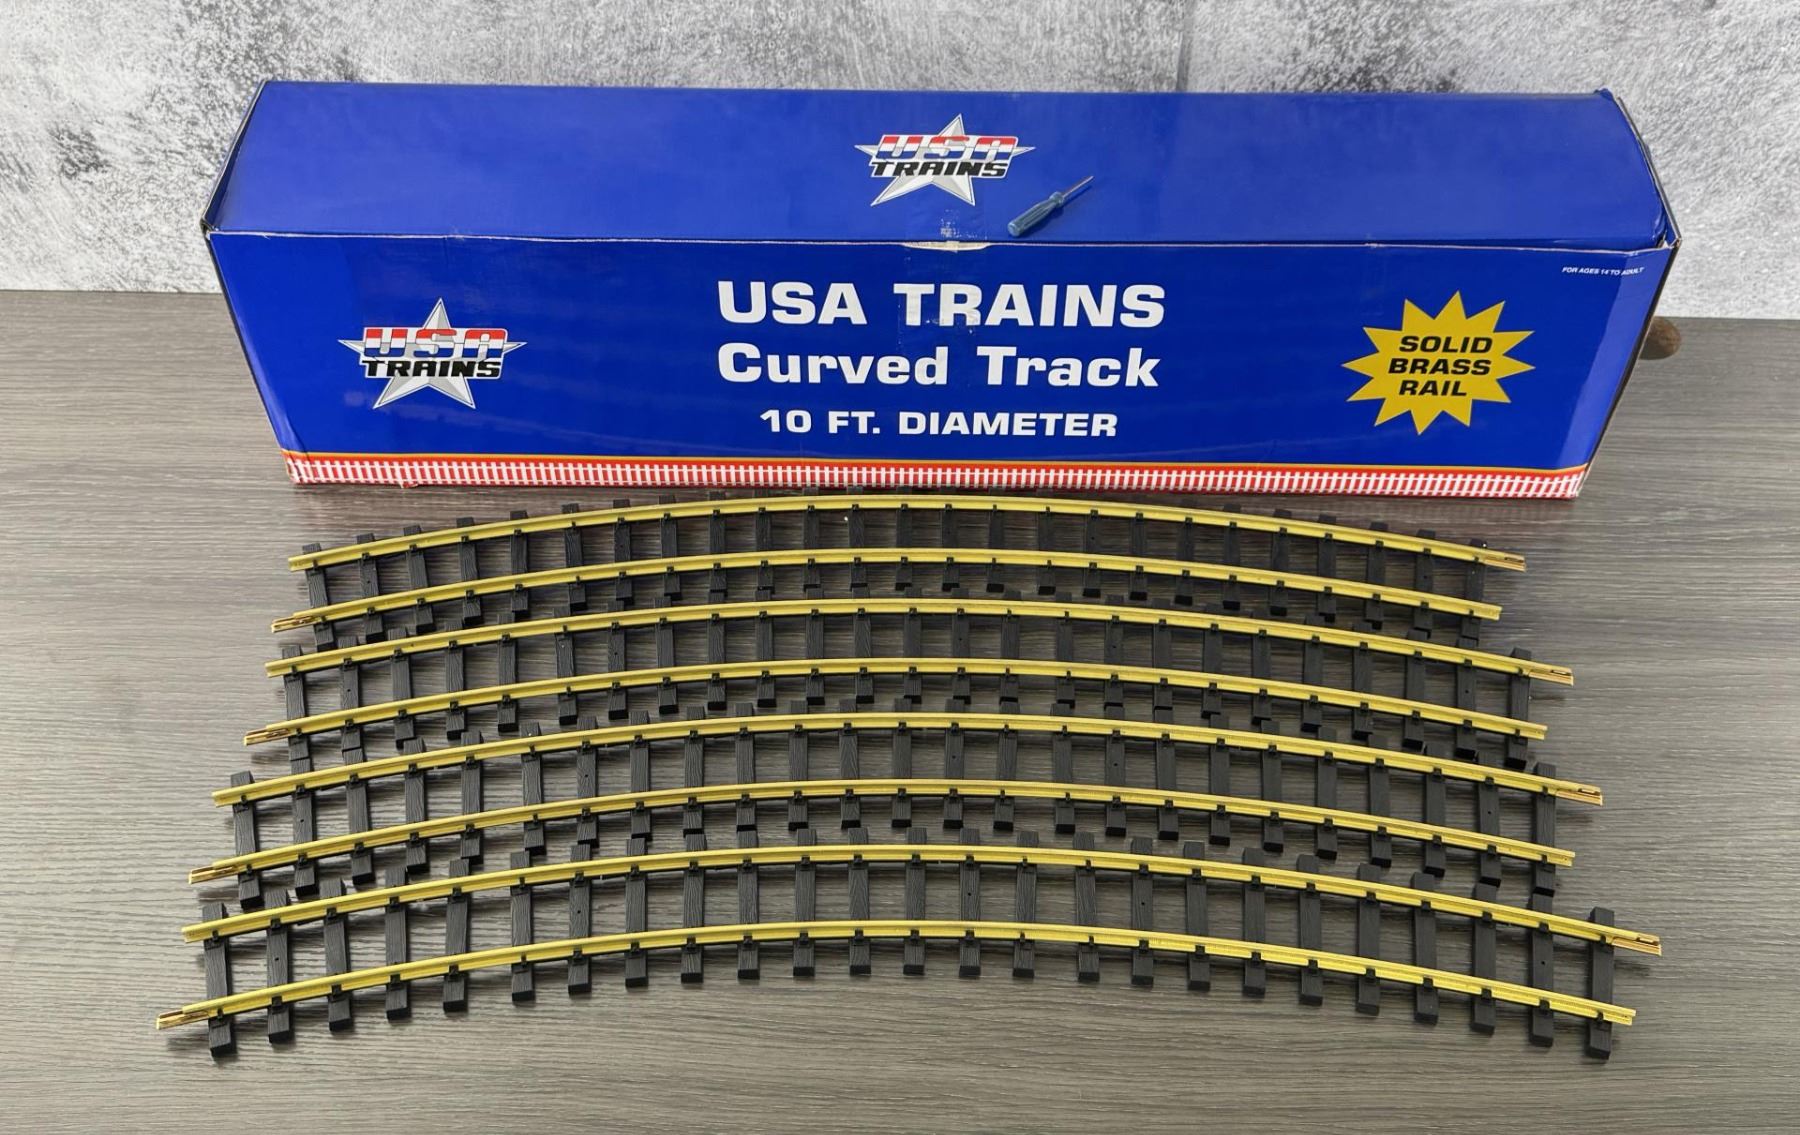 USA
TRAINS
USA TRAINS
Curved Track
10 FT. DIAMETER
USA
TRAINS
FOR AGES 14 TO ADULT
SOLID
BRASS
RAIL